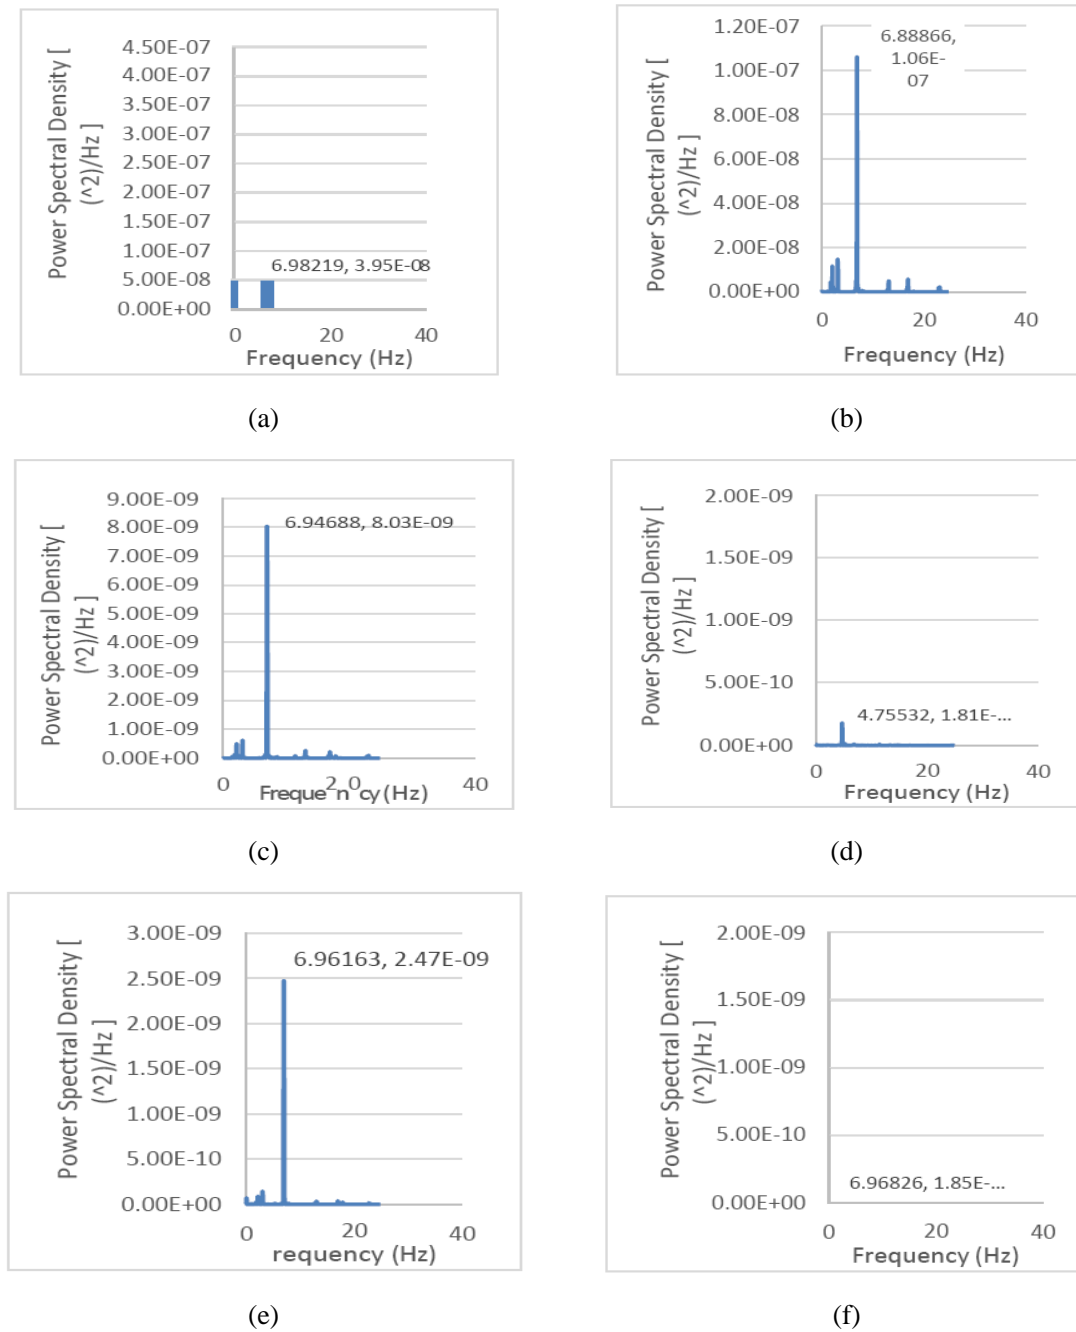 4.50E-07
4.00E-07
3.50E-07
3.00E-07
2.50E-07
2.00E-07
1.50E-07
1.00E-07
5.00E-08
0.00E+00
Power Spectral Density [
(^2)/Hz ]
6.98219, 3.95E-08
0
40
Frequency (Hz)
(a)
1.20E-07
1.00E-07
8.00E-08
6.00E-08
4.00E-08
2.00E-08
0.00E+00
Power Spectral Density [
(^2)/Hz ]
6.88866,
1.06E-
07
0 20 40
Frequency (Hz)
(b)
9.00E-09
8.00E-09
7.00E-09
6.00E-09
5.00E-09
4.00E-09
3.00E-09
2.00E-09
1.00E-09
0.00E+00
Power Spectral Density [
(^2)/Hz ]
6.94688, 8.03E-09
0 20 40
Frequency (Hz)
(c)
2.00E-09
1.50E-09
1.00E-09
5.00E-10
0.00E+00
Power Spectral Density [
(^2)/Hz ]
4.75532, 1.81E-...
0 20 40
Frequency (Hz)
(d)
3.00E-09
2.50E-09
2.00E-09
1.50E-09
1.00E-09
5.00E-10
0.00E+00
Power Spectral Density [
(^2)/Hz ]
6.96163, 2.47E-09
0 20 40
requency (Hz)
(e)
2.00E-09
1.50E-09
1.00E-09
5.00E-10
0.00E+00
Power Spectral Density [
(^2)/Hz ]
6.96826, 1.85E-...
0 20 40
Frequency (Hz)
(f)